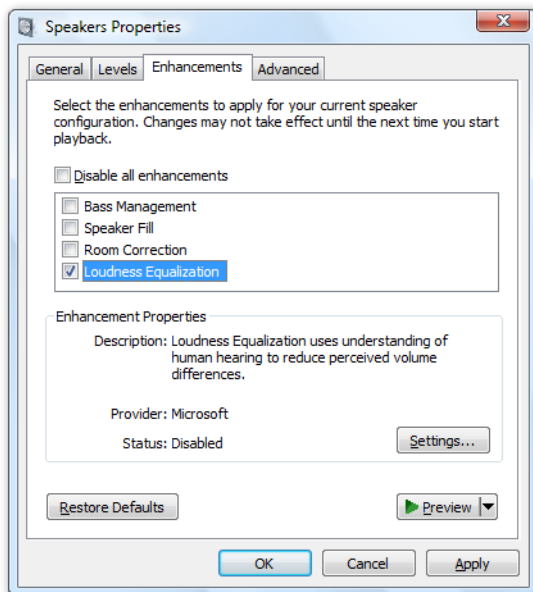 Speakers Properties
General Levels Enhancements Advanced
Select the enhancements to apply for your current speaker
configuration. Changes may not take effect until the next time you start
playback.
Disable all enhancements
Bass Management
Speaker Fill
Room Correction
Loudness Equalization
Enhancement Properties
Description: Loudness Equalization uses understanding of
human hearing to reduce perceived volume
differences.
Provider: Microsoft
Status: Disabled
Settings...
Restore Defaults
Preview
OK Cancel Apply